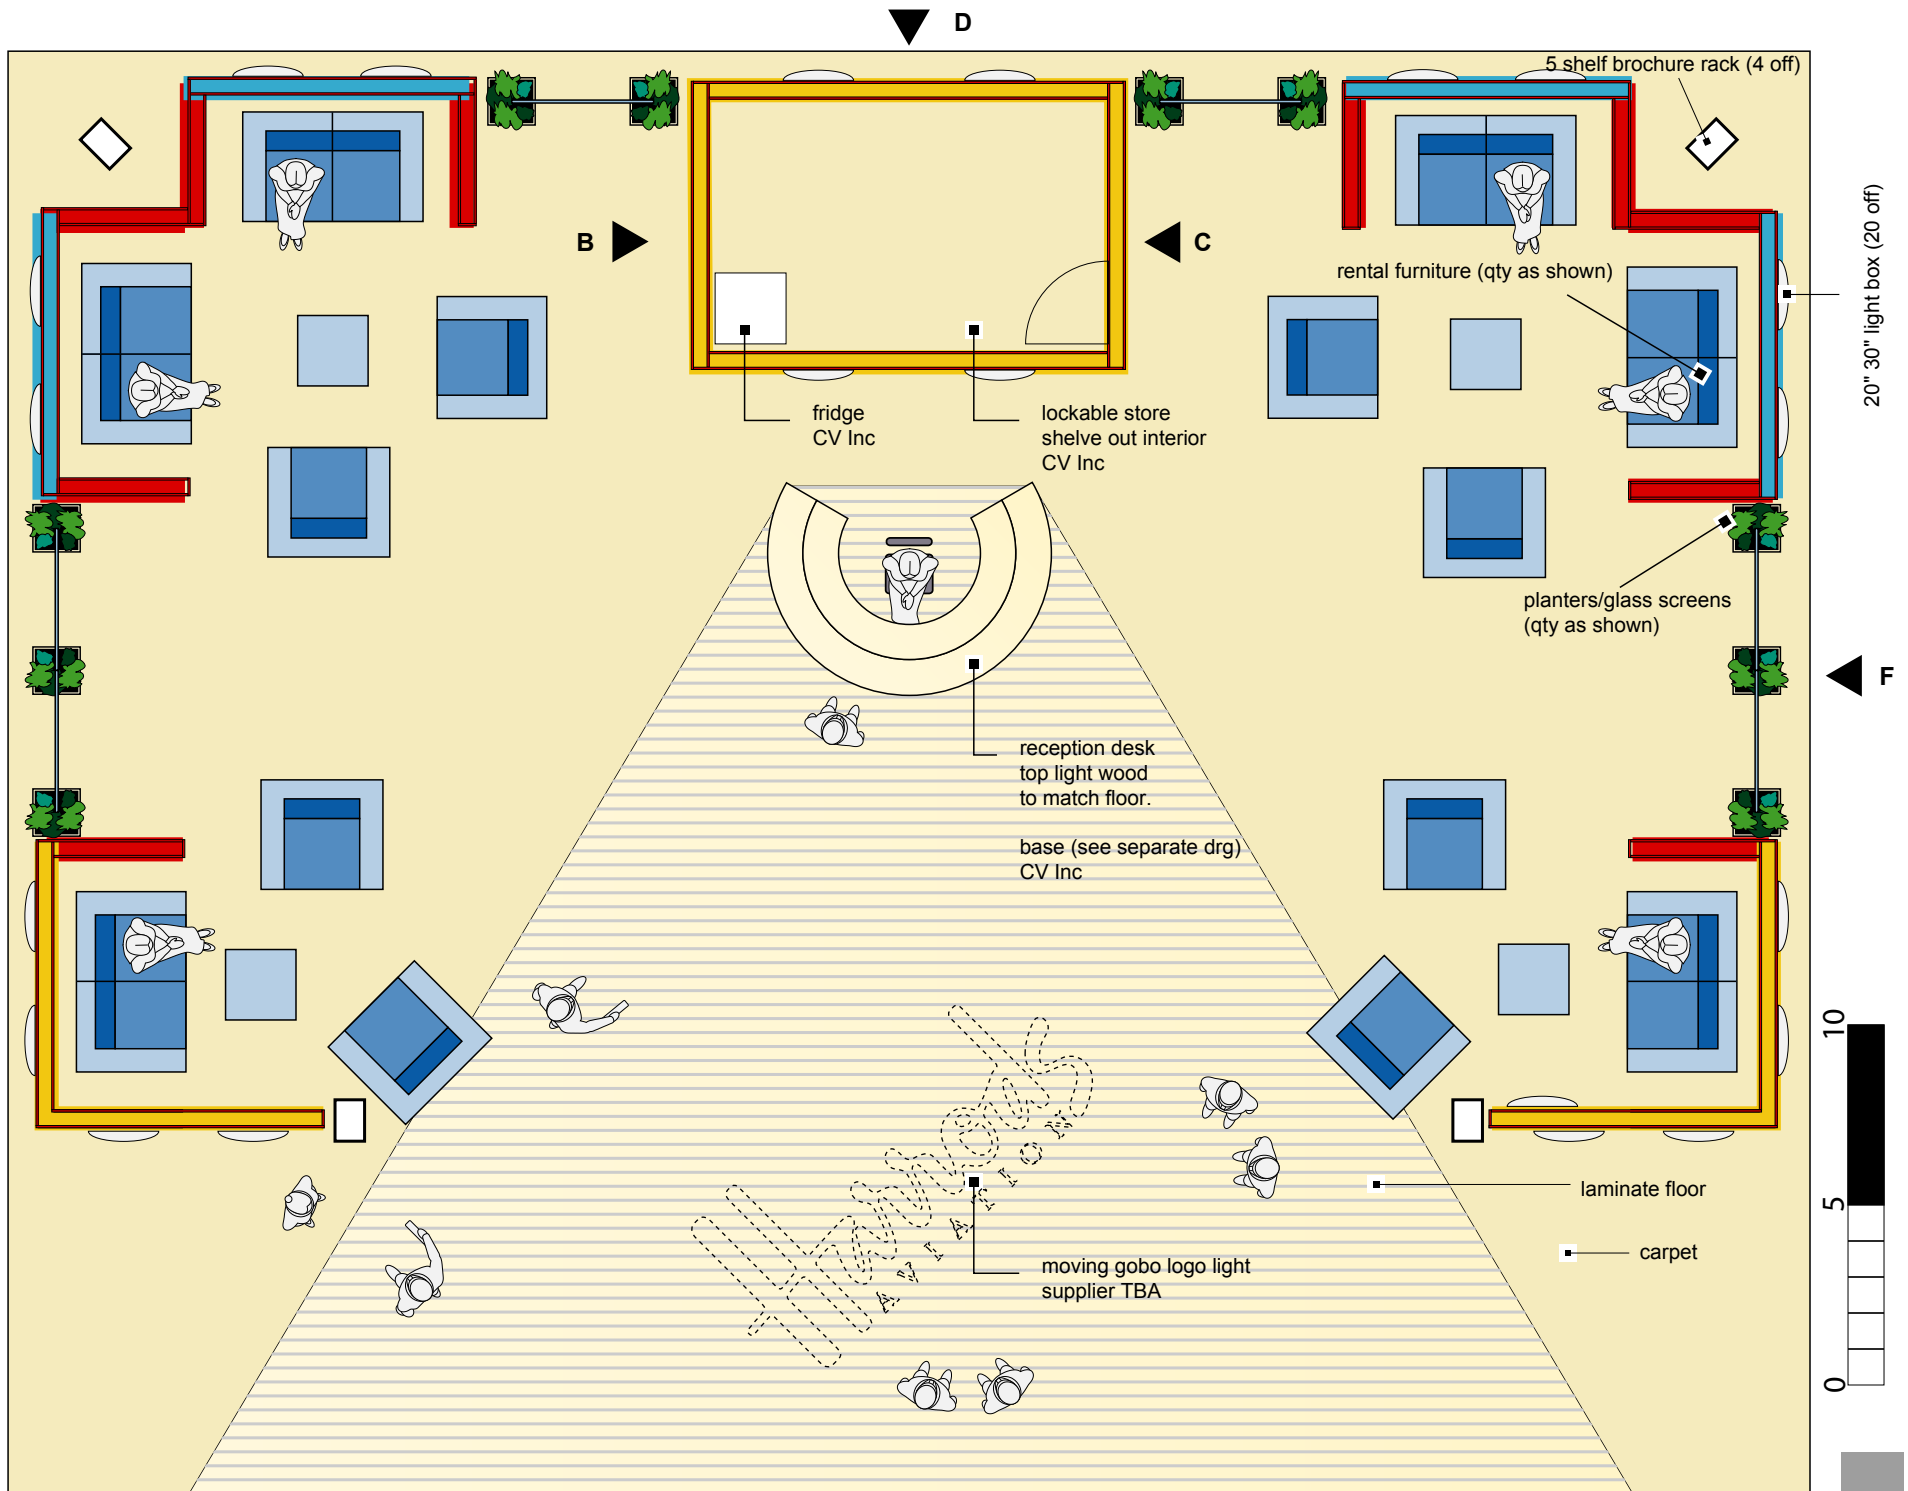 D
5 shelf brochure rack (4 off)
20" 30" light box (20 off)
B
C
rental furniture (qty as shown)
fridge
CV Inc
lockable store
shelve out interior
CV Inc
planters/glass screens
(qty as shown)
F
reception desk
top light wood
to match floor.
base (see separate drg)
CV Inc
10
5
0
Hawook
AVIATION
laminate floor
carpet
moving gobo logo light
supplier TBA